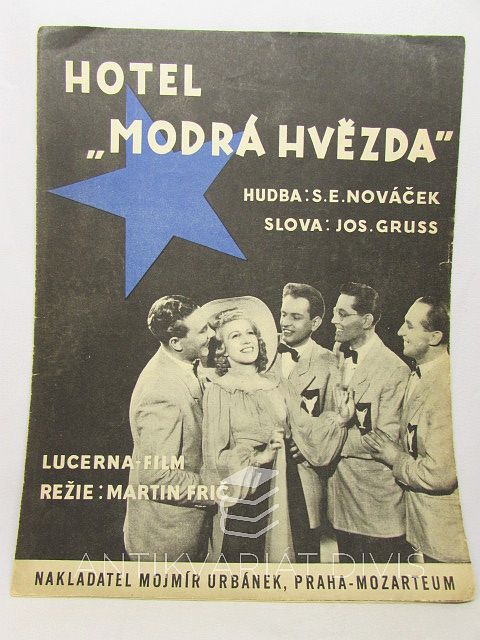 HOTEL
„MODRÁ HVĚZDA"
HUDBA: S. E. NOVÁČEK
SLOVA: JOS. GRUSS
LUCERNA-FILM
REŽIE: MARTIN FRIČ
ANTIKVARIÁT DIVIŠ
NAKLADATEL MOJMÍR URBÁNEK, PRAHA-MOZARTEUM